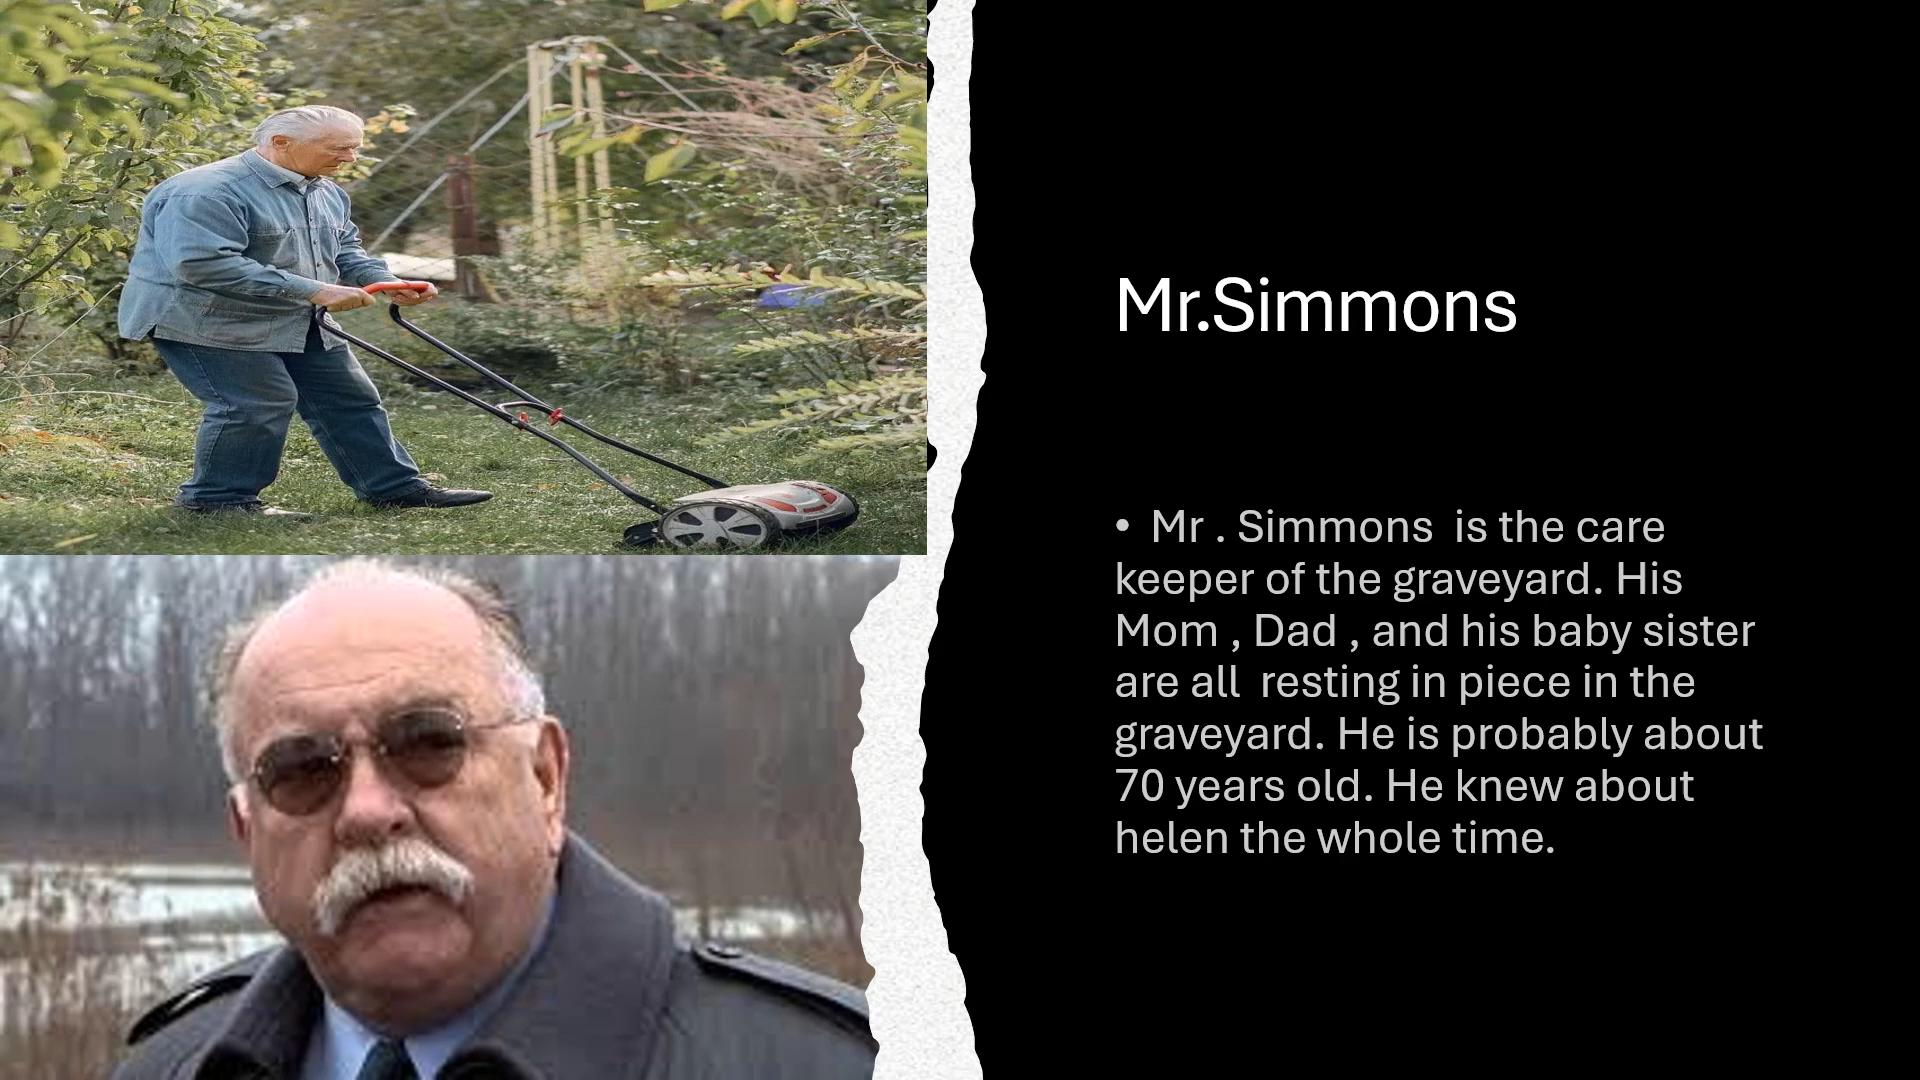 Mr.Simmons
• Mr . Simmons  is the care
keeper of the graveyard. His
Mom , Dad , and his baby sister
are all  resting in piece in the
graveyard. He is probably about
70 years old. He knew about
helen the whole time.